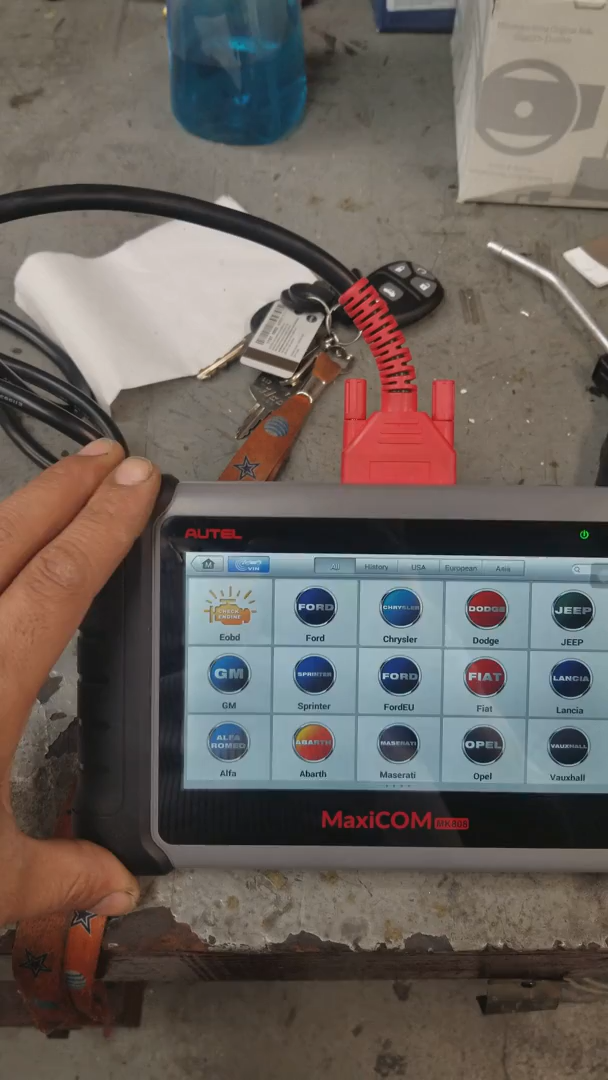 AUTEL
VIN
All
History
USA
European
Asia
CHECK
ENGINE
Eobd
FORD
Ford
CHRYSLER
Chrysler
DODGE
Dodge
JEEP
JEEP
GM
GM
SPRINTER
Sprinter
FORD
FordEU
FIAT
Fiat
LANCIA
Lancia
ALFA
ROMEO
Alfa
ABARTH
Abarth
MASERATI
Maserati
OPEL
Opel
VAUXHALL
Vauxhall
MaxiCOM MK808